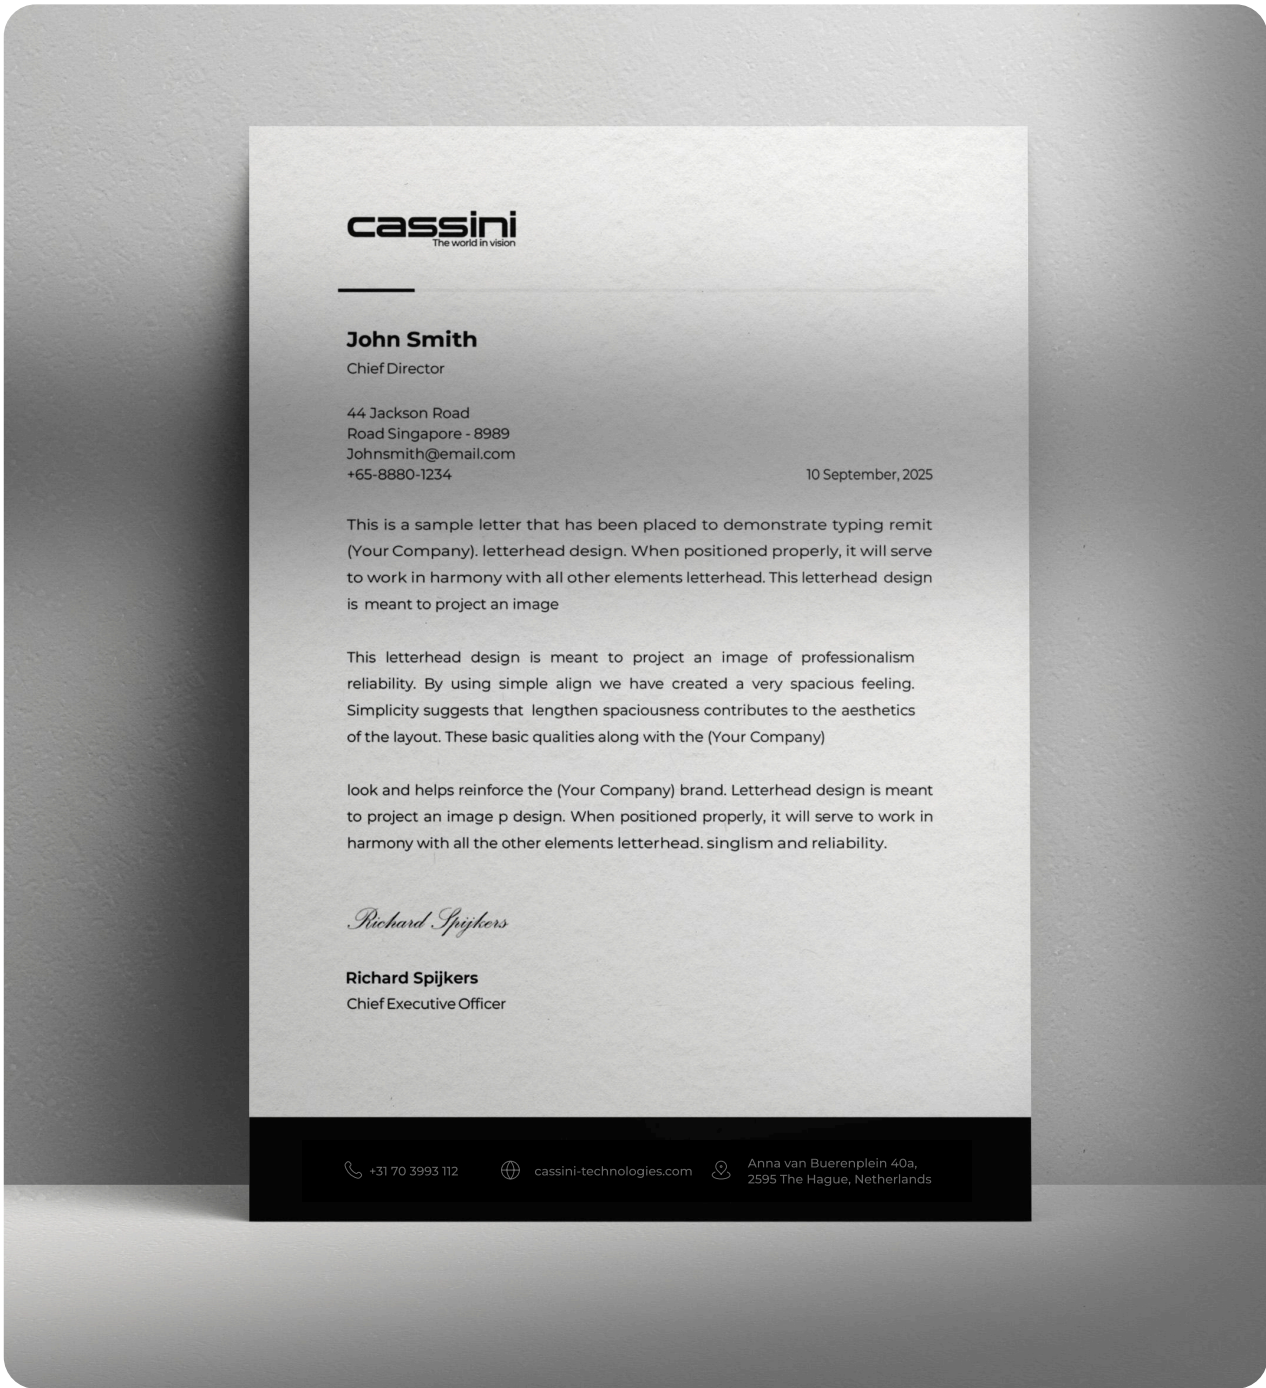 cassini
The world in vision
John Smith
Chief Director
44 Jackson Road
Road Singapore - 8989
Johnsmith@email.com
+65-8880-1234
10 September, 2025
This is a sample letter that has been placed to demonstrate typing remit
(Your Company). letterhead design. When positioned properly, it will serve
to work in harmony with all other elements letterhead. This letterhead design
is meant to project an image
This letterhead design is meant to project an image of professionalism
reliability. By using simple align we have created a very spacious feeling.
Simplicity suggests that lengthen spaciousness contributes to the aesthetics
of the layout. These basic qualities along with the (Your Company)
look and helps reinforce the (Your Company) brand. Letterhead design is meant
to project an image p design. When positioned properly, it will serve to work in
harmony with all the other elements letterhead. singlism and reliability.
Richard Spijkers
Richard Spijkers
Chief Executive Officer
+31 70 3993 112
cassini-technologies.com
Anna van Buerenplein 40a,
2595 The Hague, Netherlands